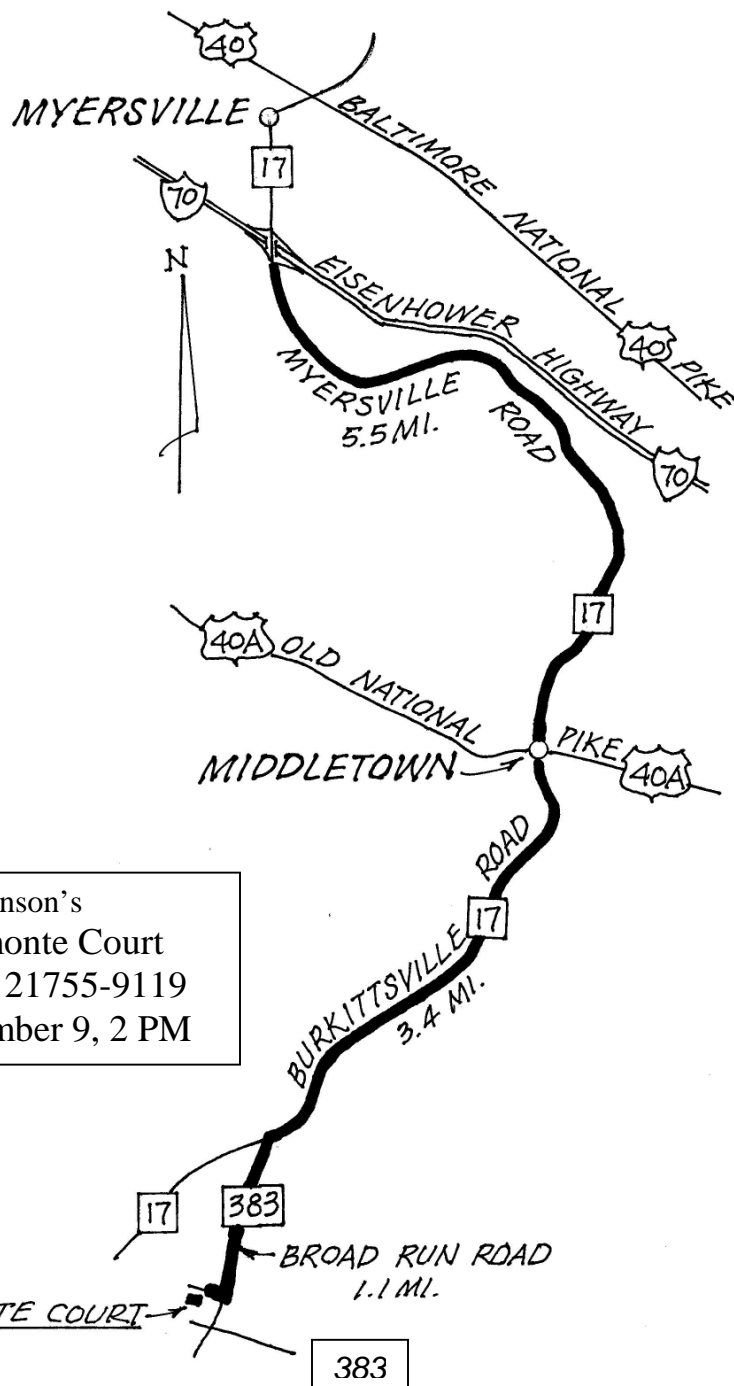 40
MYERSVILLE
BALTIMORE NATIONAL PIKE
17
70
N
EISENHOWER HIGHWAY
40
MYERSVILLE ROAD
5.5 MI.
70
17
40A
OLD NATIONAL PIKE
MIDDLETOWN
40A
nson's
onte Court
21755-9119
mber 9, 2 PM
BURKITTSVILLE ROAD
17
3.4 MI.
17
383
BROAD RUN ROAD
1.1 MI.
TE COURT
383